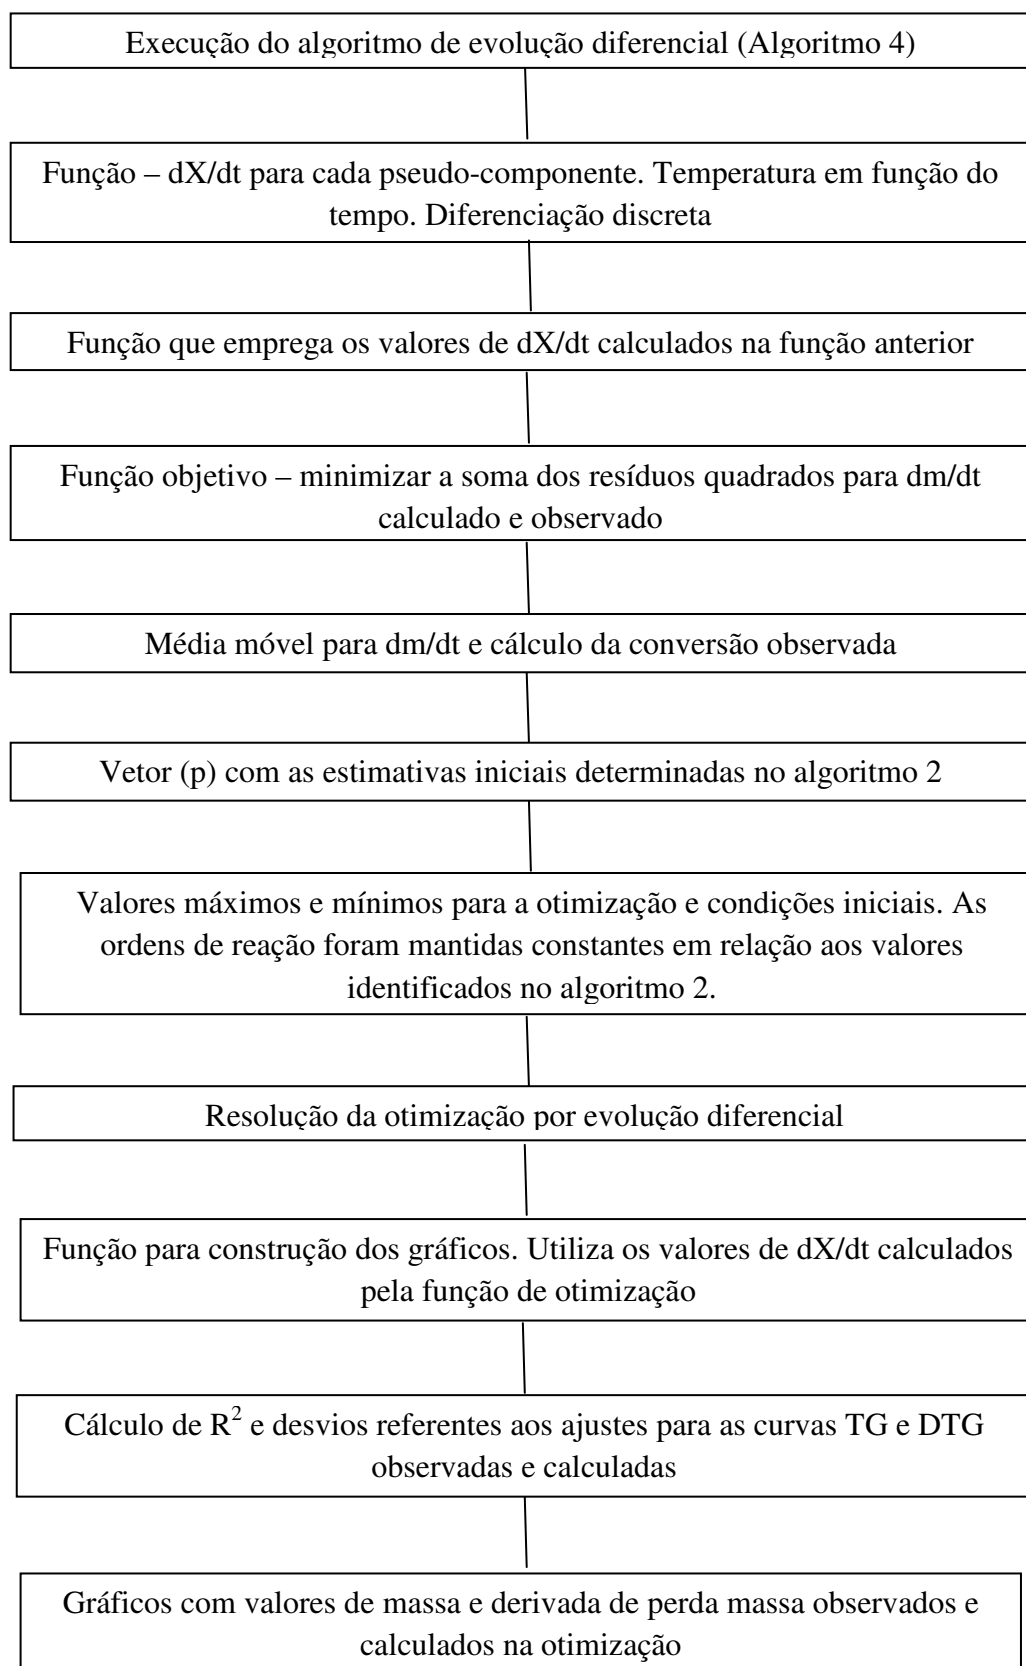 Execução do algoritmo de evolução diferencial (Algoritmo 4)
Função – dX/dt para cada pseudo-componente. Temperatura em função do
tempo. Diferenciação discreta
Função que emprega os valores de dX/dt calculados na função anterior
Função objetivo – minimizar a soma dos resíduos quadrados para dm/dt
calculado e observado
Média móvel para dm/dt e cálculo da conversão observada
Vetor (p) com as estimativas iniciais determinadas no algoritmo 2
Valores máximos e mínimos para a otimização e condições iniciais. As
ordens de reação foram mantidas constantes em relação aos valores
identificados no algoritmo 2.
Resolução da otimização por evolução diferencial
Função para construção dos gráficos. Utiliza os valores de dX/dt calculados
pela função de otimização
Cálculo de R² e desvios referentes aos ajustes para as curvas TG e DTG
observadas e calculadas
Gráficos com valores de massa e derivada de perda massa observados e
calculados na otimização